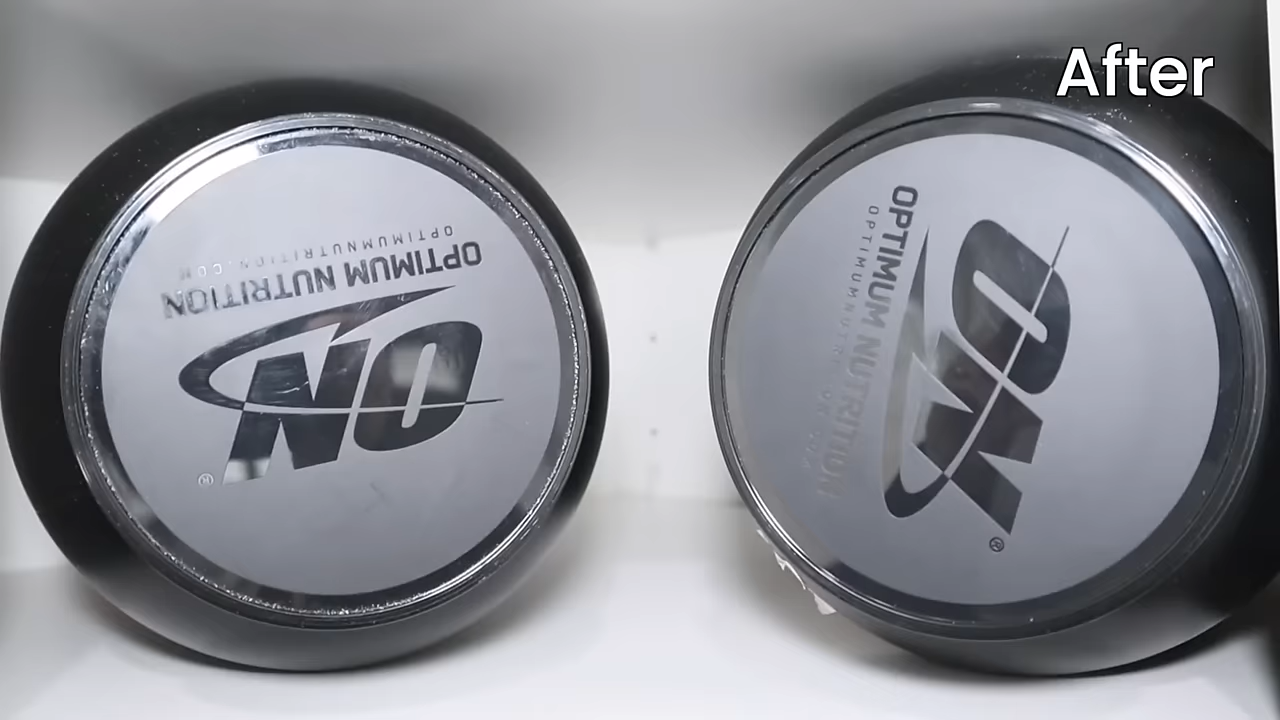 After
OPTIMUMNUTRITION.COM
OPTIMUM NUTRITION
ON
®
OPTIMUM NUTRITION
ON
®